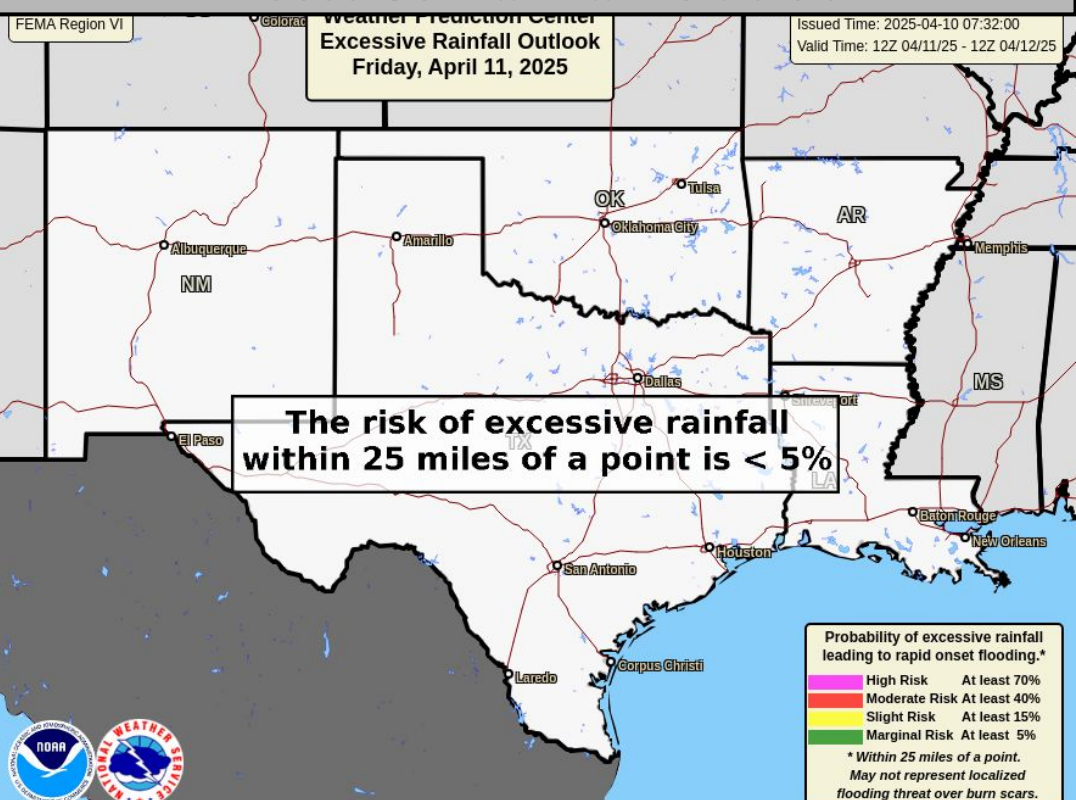 FEMA Region VI
Weather Prediction Center
Excessive Rainfall Outlook
Friday, April 11, 2025
Issued Time: 2025-04-10 07:32:00
Valid Time: 12Z 04/11/25 - 12Z 04/12/25
Colorad
Tulsa
OK
Oklahoma City
AR
Albuquerque
Amarillo
Memphis
NM
Dallas
MS
Shreveport
The risk of excessive rainfall
within 25 miles of a point is < 5%
El Paso
TX
LA
Baton Rouge
New Orleans
Houston
San Antonio
Corpus Christi
Laredo
Probability of excessive rainfall
leading to rapid onset flooding.*
High Risk At least 70%
Moderate Risk At least 40%
Slight Risk At least 15%
Marginal Risk At least 5%
* Within 25 miles of a point.
May not represent localized
flooding threat over burn scars.
NOAA
NATIONAL WEATHER SERVICE